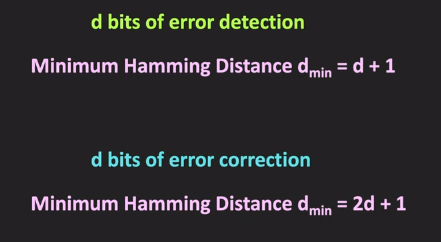 d bits of error detection
Minimum Hamming Distance dₘᵢₙ = d + 1
d bits of error correction
Minimum Hamming Distance dₘᵢₙ = 2d + 1